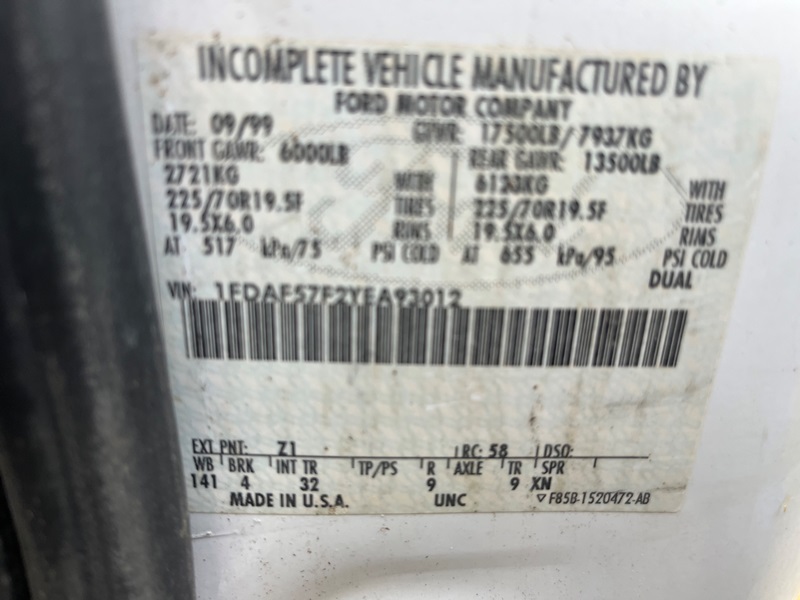 INCOMPLETE VEHICLE MANUFACTURED BY
FORD MOTOR COMPANY
DATE: 09/99 GVWR: 17500LB/7937KG
FRONT GAWR: 6000LB REAR GAWR: 13500LB
2721KG WITH 6123KG WITH
225/70R19.5F TIRES 225/70R19.5F TIRES
19.5X6.0 RIMS 19.5X6.0 RIMS
AT 517 kPa/75 PSI COLD AT 655 kPa/95 PSI COLD
DUAL
VIN: 1FDAF57F2YEA93012
EXT PNT: Z1 RC: 58 DSO:
WB BRK INT TR TP/PS R AXLE TR SPR
141 4 32 9 9 XN
MADE IN U.S.A. UNC ▽ F85B-1520472-AB